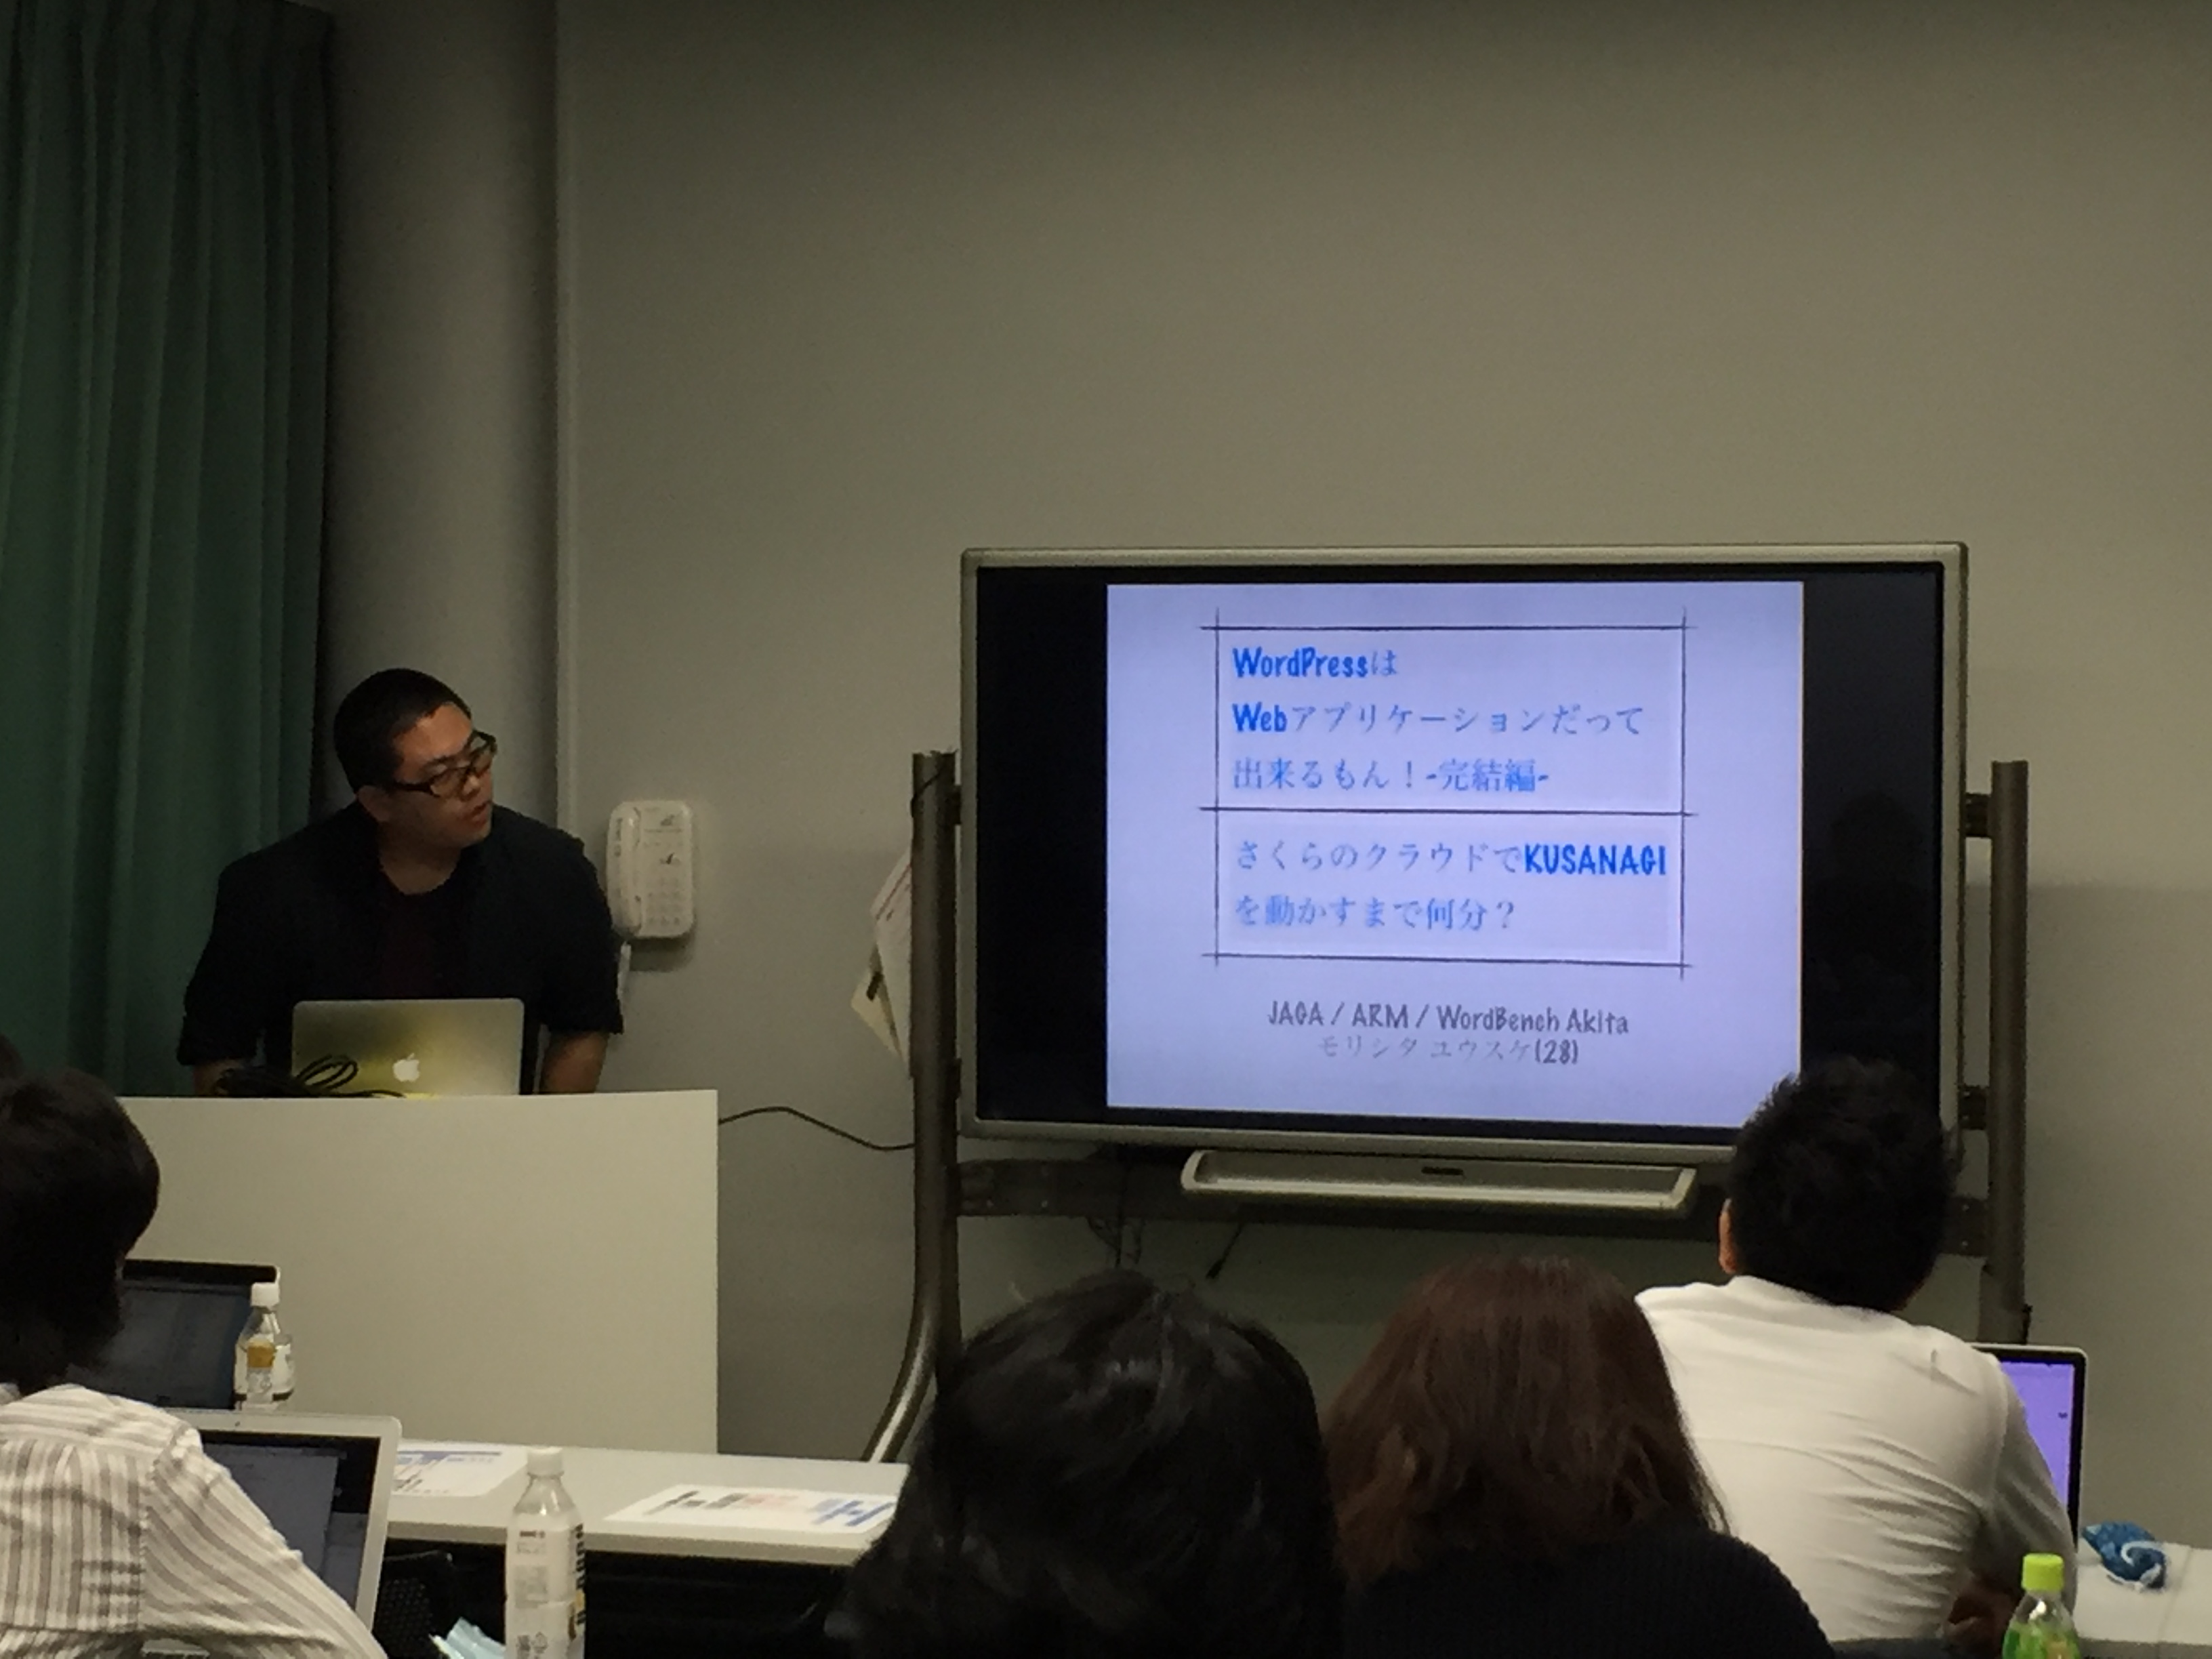 WordPressは
Webアプリケーションだって
出来るもん！-完結編-
さくらのクラウドでKUSANAGI
を動かすまで何分？
JAGA / ARM / WordBench Akita
モリシタ ユウスケ(28)